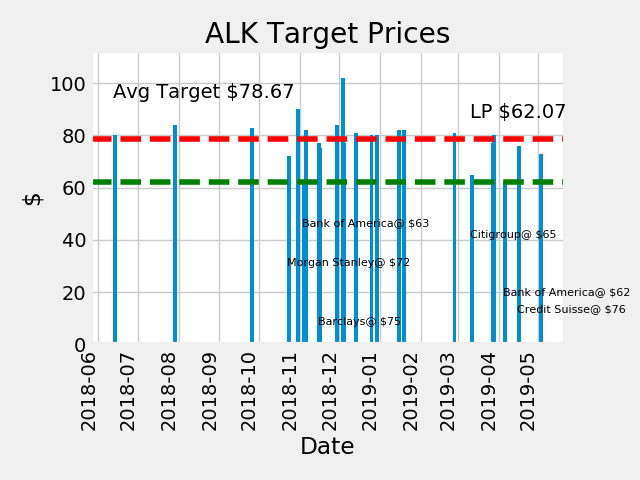 ALK Target Prices
Avg Target $78.67
LP $62.07
100
80
60
40
20
0
$
Bank of America@ $63
Citigroup@ $65
Morgan Stanley@ $72
Bank of America@ $62
Credit Suisse@ $76
Barclays@ $75
2018-06
2018-07
2018-08
2018-09
2018-10
2018-11
2018-12
2019-01
2019-02
2019-03
2019-04
2019-05
Date